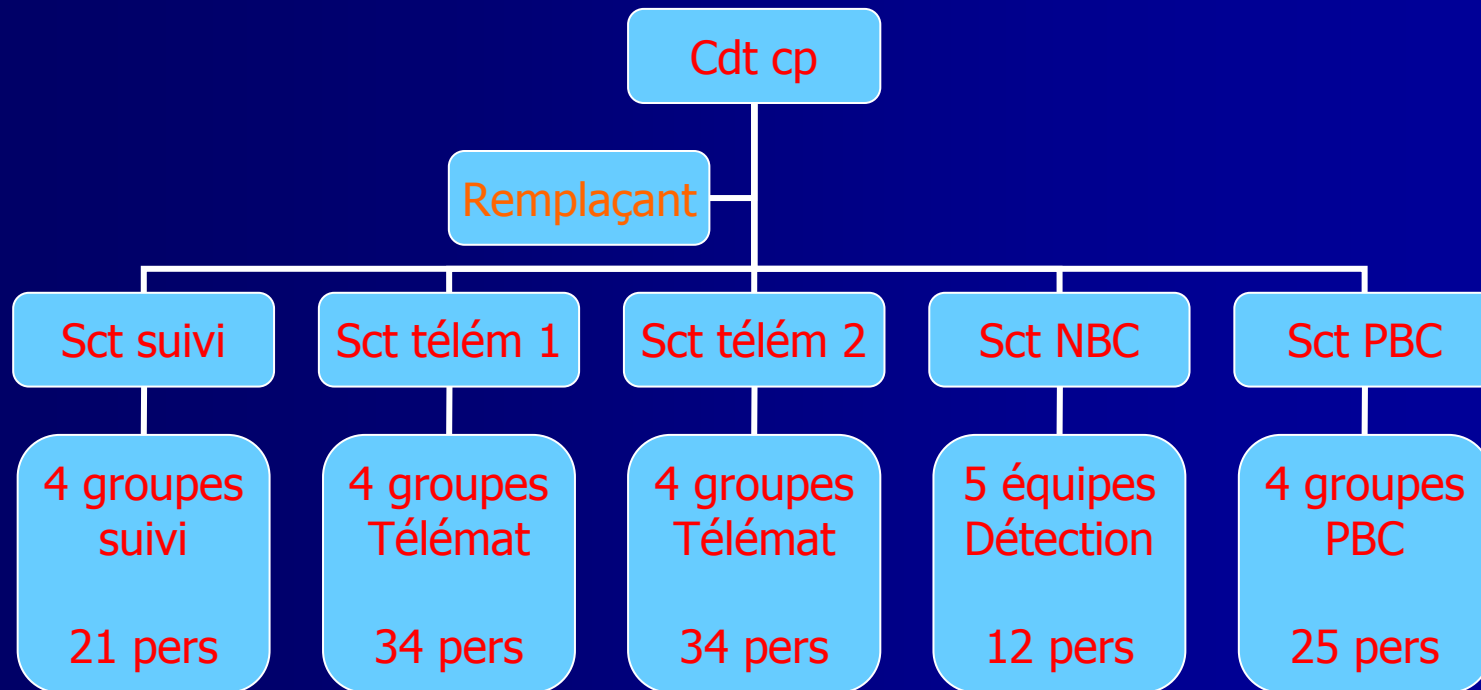 Cdt cp
Remplaçant
Sct suivi
Sct télém 1
Sct télém 2
Sct NBC
Sct PBC
4 groupes
suivi
21 pers
4 groupes
Télémat
34 pers
4 groupes
Télémat
34 pers
5 équipes
Détection
12 pers
4 groupes
PBC
25 pers